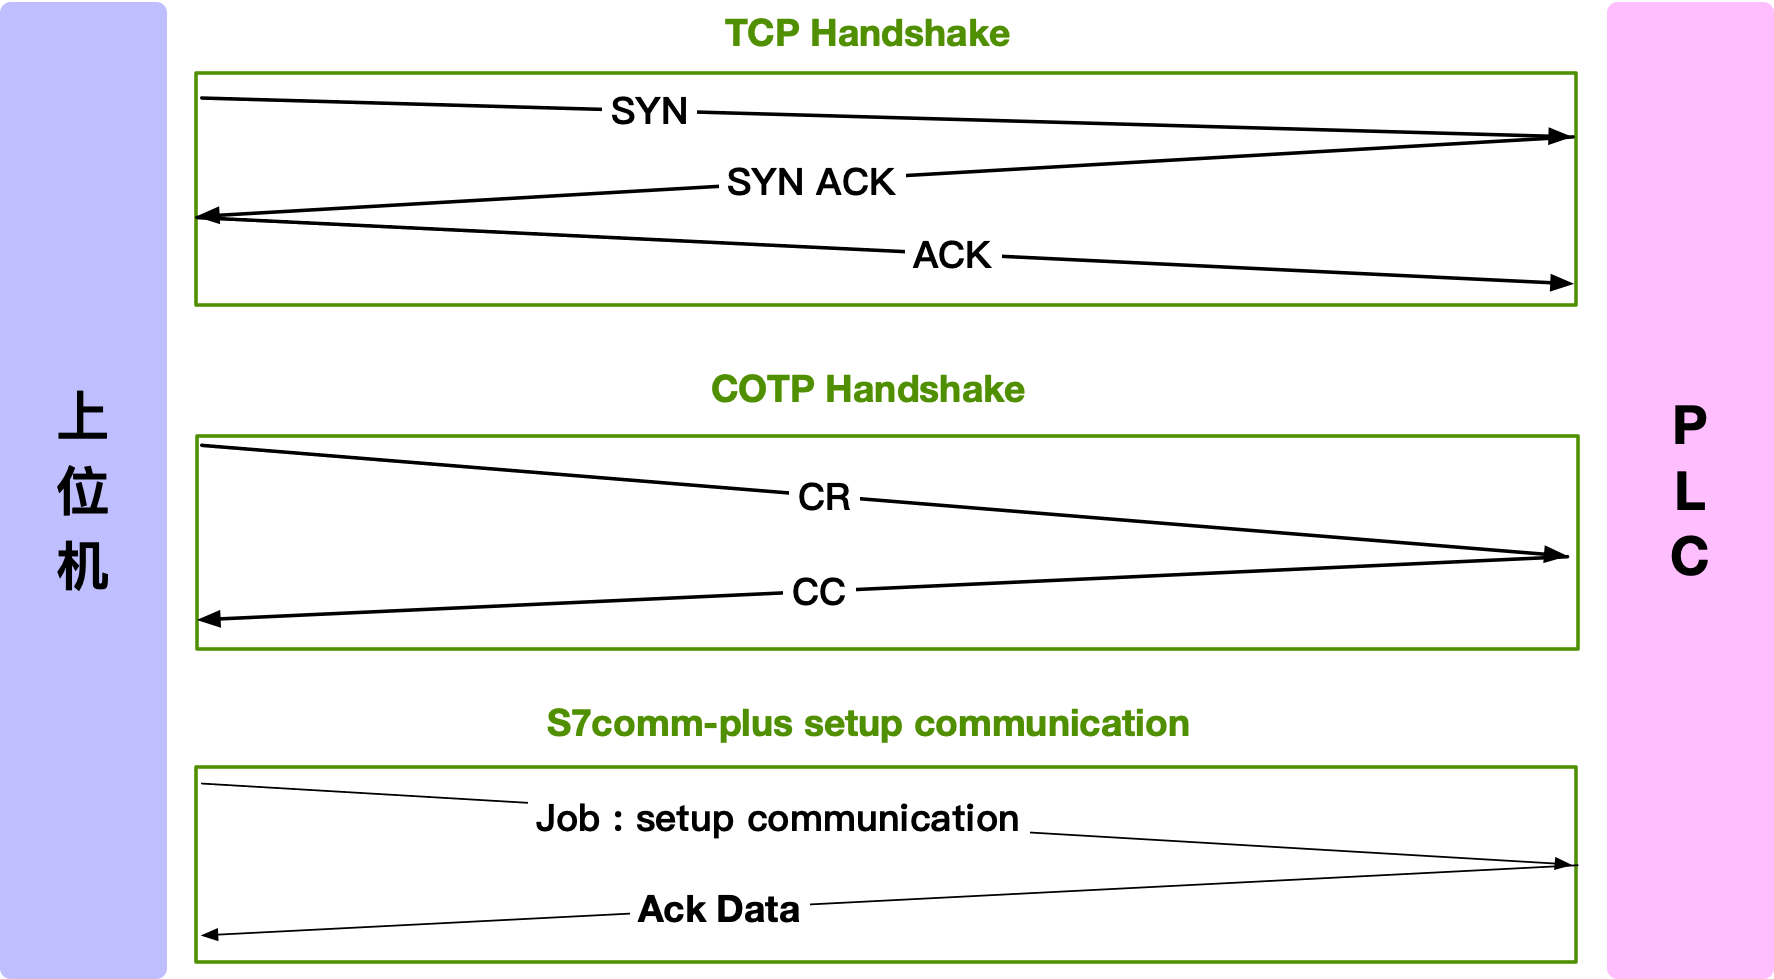 TCP Handshake
SYN
SYN ACK
ACK
COTP Handshake
CR
CC
S7comm-plus setup communication
Job : setup communication
Ack Data
上
位
机
P
L
C